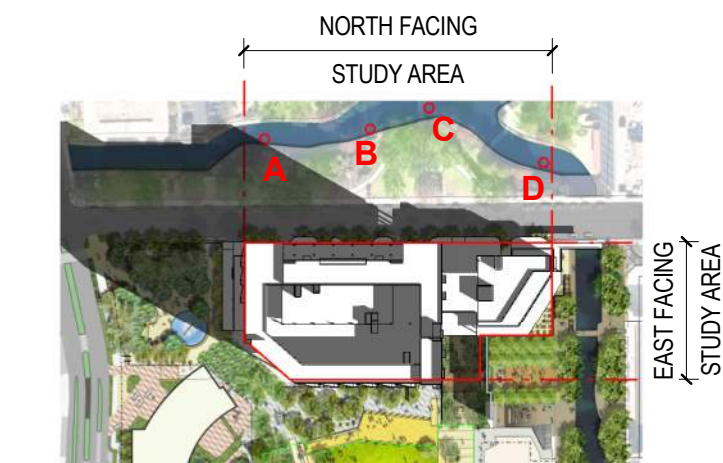 NORTH FACING
STUDY AREA
A
B
C
D
EAST FACING
STUDY AREA